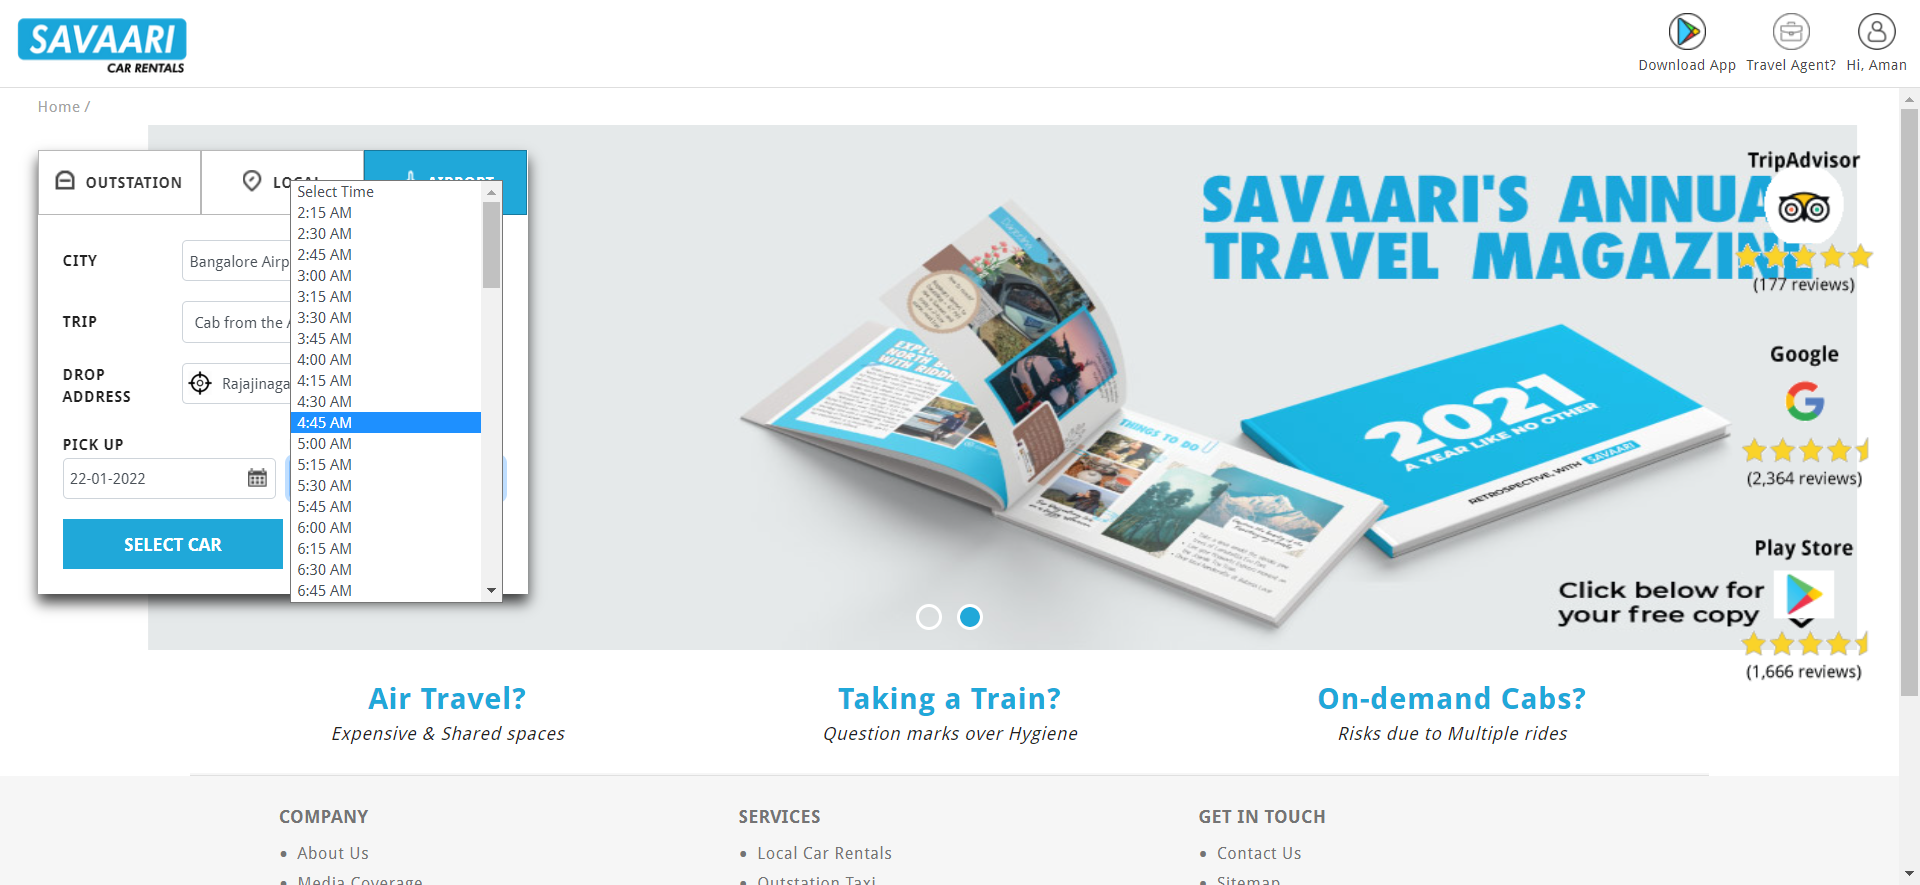 SAVAARI
CAR RENTALS
Download App
Travel Agent?
Hi, Aman
Home /
OUTSTATION
CITY
Bangalore Airp
TRIP
Cab from the
DROP
ADDRESS
Rajajinaga
PICK UP
22-01-2022
SELECT CAR
Select Time
2:15 AM
2:30 AM
2:45 AM
3:00 AM
3:15 AM
3:30 AM
3:45 AM
4:00 AM
4:15 AM
4:30 AM
4:45 AM
5:00 AM
5:15 AM
5:30 AM
5:45 AM
6:00 AM
6:15 AM
6:30 AM
6:45 AM
SAVAARI'S ANNUA
TRAVEL MAGAZINE
THINGS TO DO
2021
A YEAR LIKE NO OTHER
RETROSPECTIVE, WITH SAVAARI
Click below for
your free copy
TripAdvisor
(177 reviews)
Google
(2,364 reviews)
Play Store
(1,666 reviews)
Air Travel?
Expensive & Shared spaces
Taking a Train?
Question marks over Hygiene
On-demand Cabs?
Risks due to Multiple rides
COMPANY
About Us
Media Coverage
SERVICES
Local Car Rentals
Outstation Taxi
GET IN TOUCH
Contact Us
Sitemap